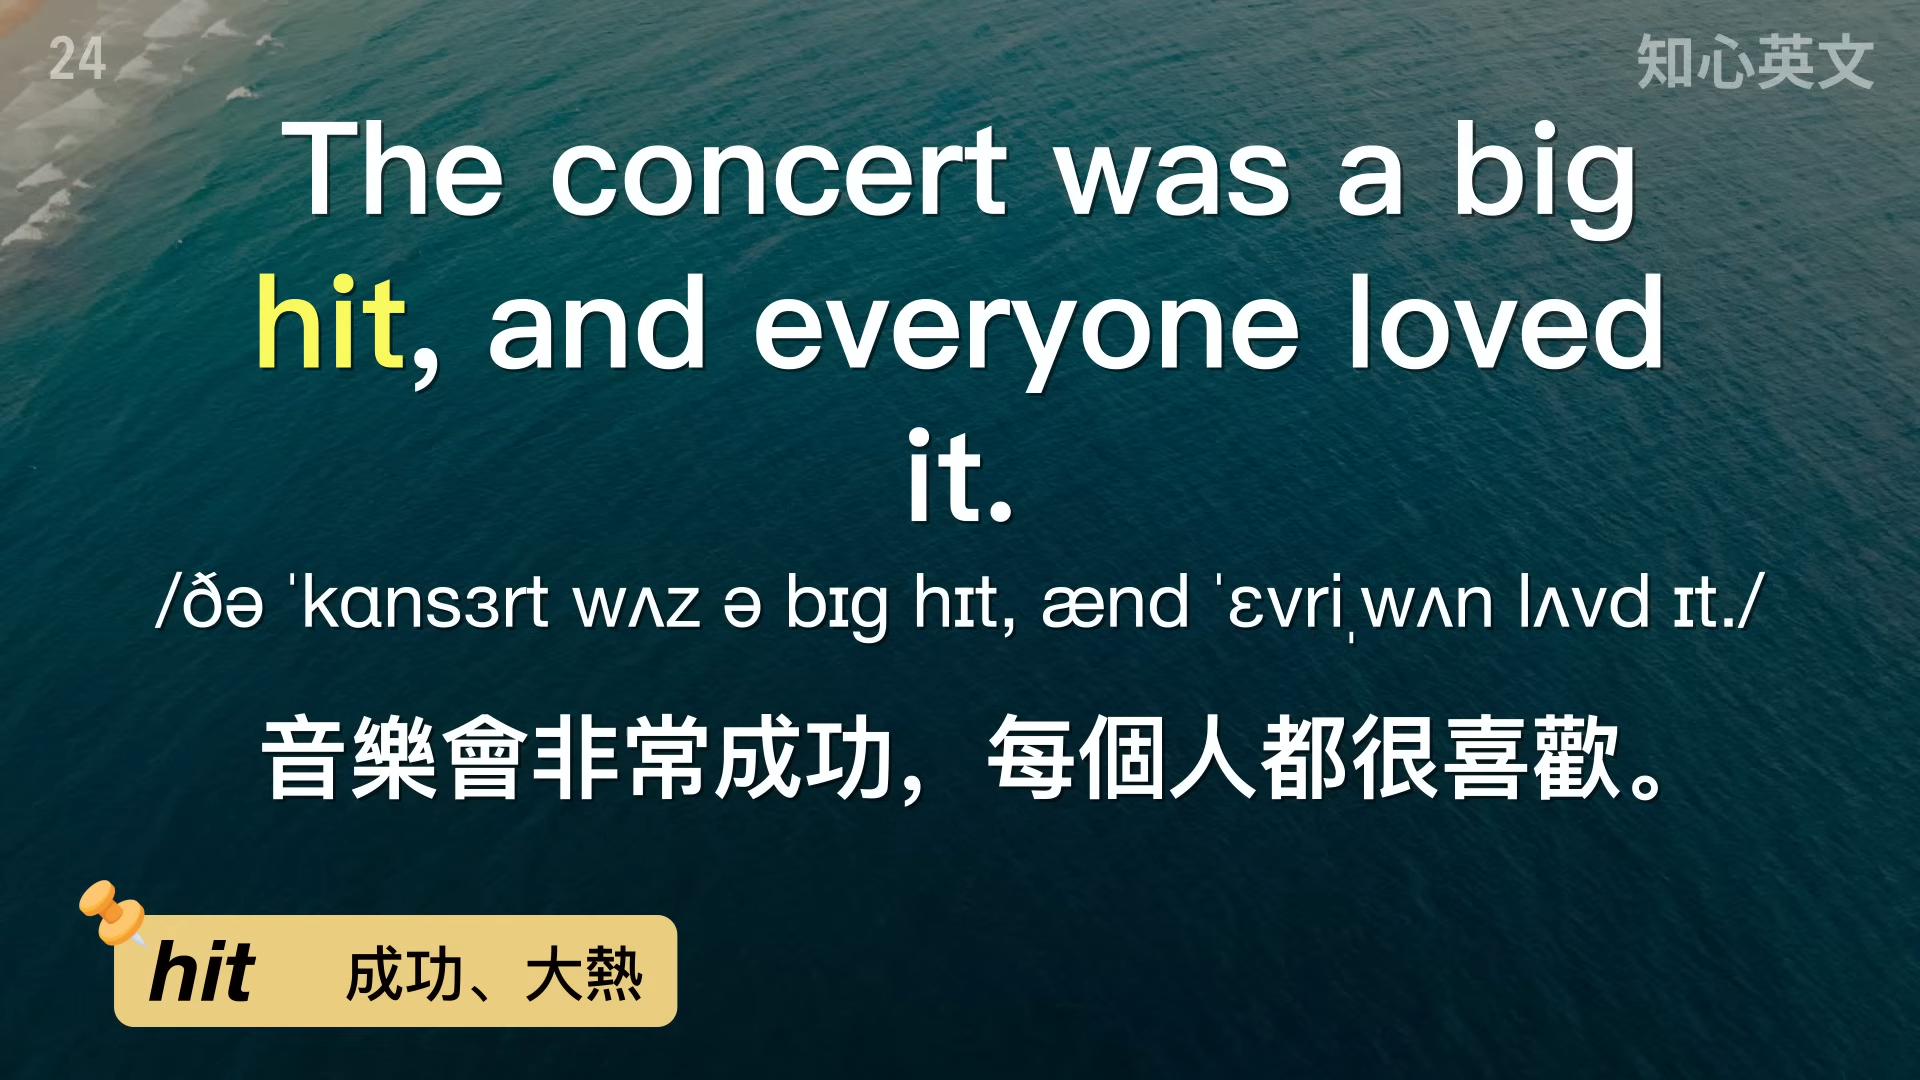 24
知心英文
The concert was a big
hit, and everyone loved
it.
/ðə ˈkɑnsɜrt wʌz ə bɪg hɪt, ænd ˈɛvriˌwʌn lʌvd ɪt./
音樂會非常成功，每個人都很喜歡。
hit 成功、大熱